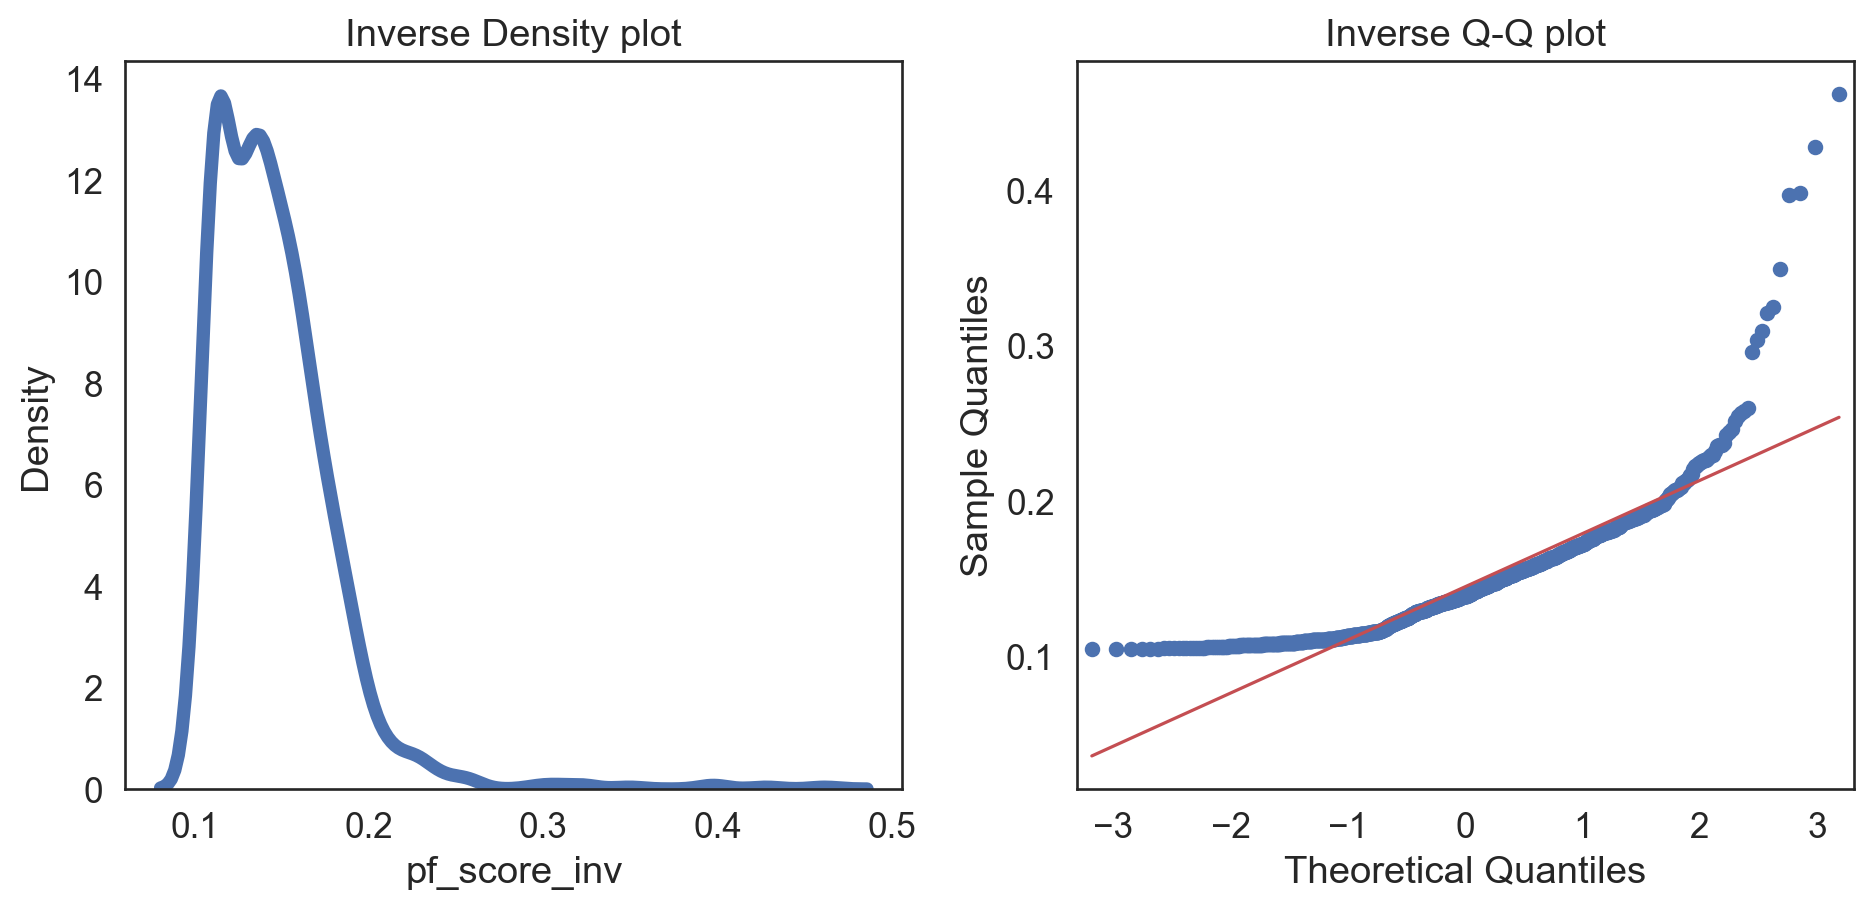 Inverse Density plot
14
12
10
8
6
4
2
0
Density
0.1 0.2 0.3 0.4 0.5
pf_score_inv
Inverse Q-Q plot
0.4
0.3
0.2
0.1
Sample Quantiles
−3 −2 −1 0 1 2 3
Theoretical Quantiles